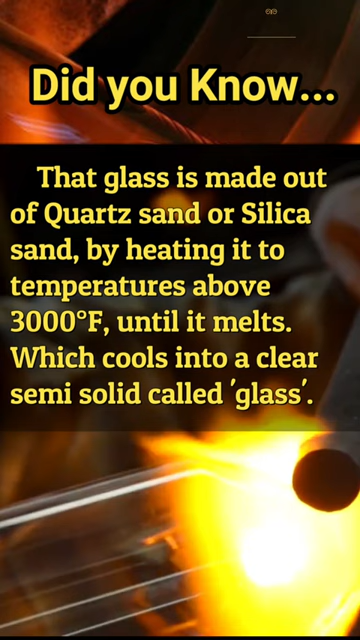 Did you Know...
That glass is made out
of Quartz sand or Silica
sand, by heating it to
temperatures above
3000°F, until it melts.
Which cools into a clear
semi solid called 'glass'.